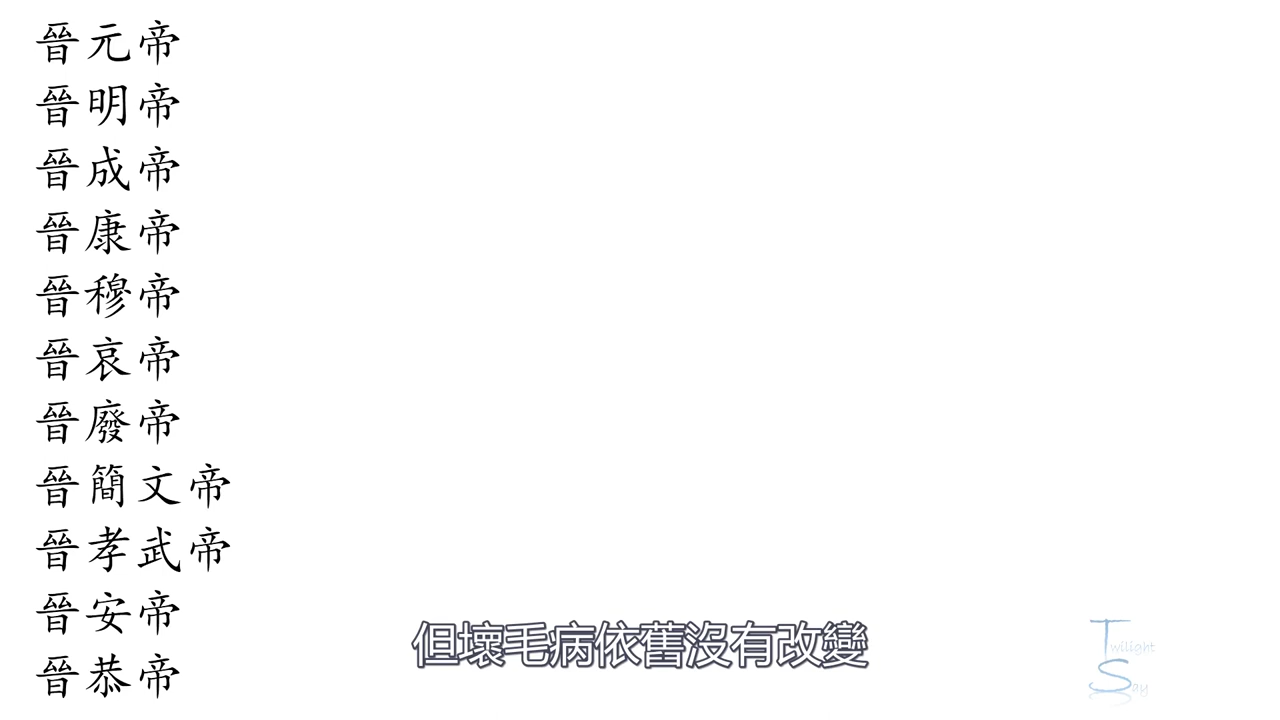 晉元帝
晉明帝
晉成帝
晉康帝
晉穆帝
晉哀帝
晉廢帝
晉簡文帝
晉孝武帝
晉安帝
晉恭帝
但壞毛病依舊沒有改變
Twilight
Say